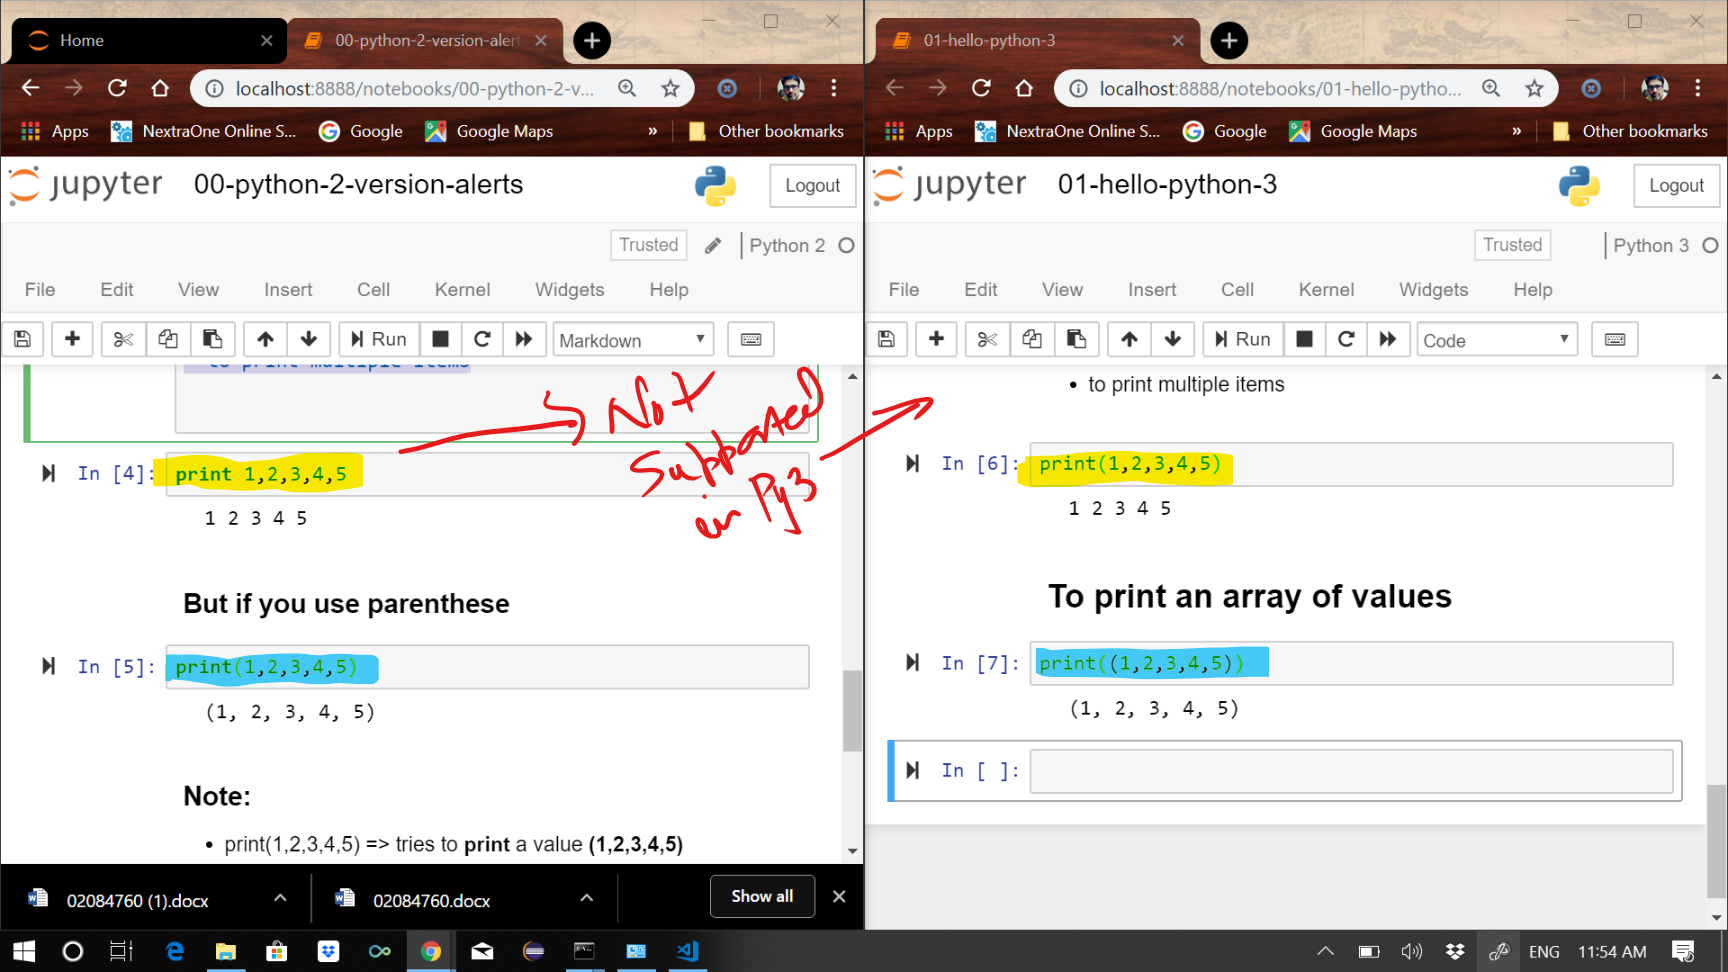 Home
00-python-2-version-alert
localhost:8888/notebooks/00-python-2-v...
Apps NextraOne Online S... Google Google Maps » Other bookmarks
jupyter 00-python-2-version-alerts Logout
Trusted Python 2
File Edit View Insert Cell Kernel Widgets Help
Run Markdown
to print multiple items
Not
Supported
in Py3
In [4]: print 1,2,3,4,5
1 2 3 4 5
But if you use parenthese
In [5]: print(1,2,3,4,5)
(1, 2, 3, 4, 5)
Note:
• print(1,2,3,4,5) => tries to print a value (1,2,3,4,5)
02084760 (1).docx 02084760.docx Show all
01-hello-python-3
localhost:8888/notebooks/01-hello-pytho...
Apps NextraOne Online S... Google Google Maps » Other bookmarks
jupyter 01-hello-python-3 Logout
Trusted Python 3
File Edit View Insert Cell Kernel Widgets Help
Run Code
• to print multiple items
In [6]: print(1,2,3,4,5)
1 2 3 4 5
To print an array of values
In [7]: print((1,2,3,4,5))
(1, 2, 3, 4, 5)
In [ ]:
ENG 11:54 AM